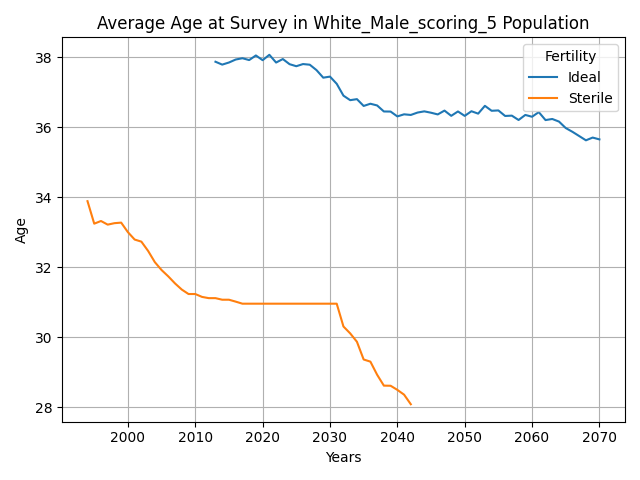 Average Age at Survey in White_Male_scoring_5 Population
Fertility
Ideal
Sterile
Age
38
36
34
32
30
28
2000 2010 2020 2030 2040 2050 2060 2070
Years